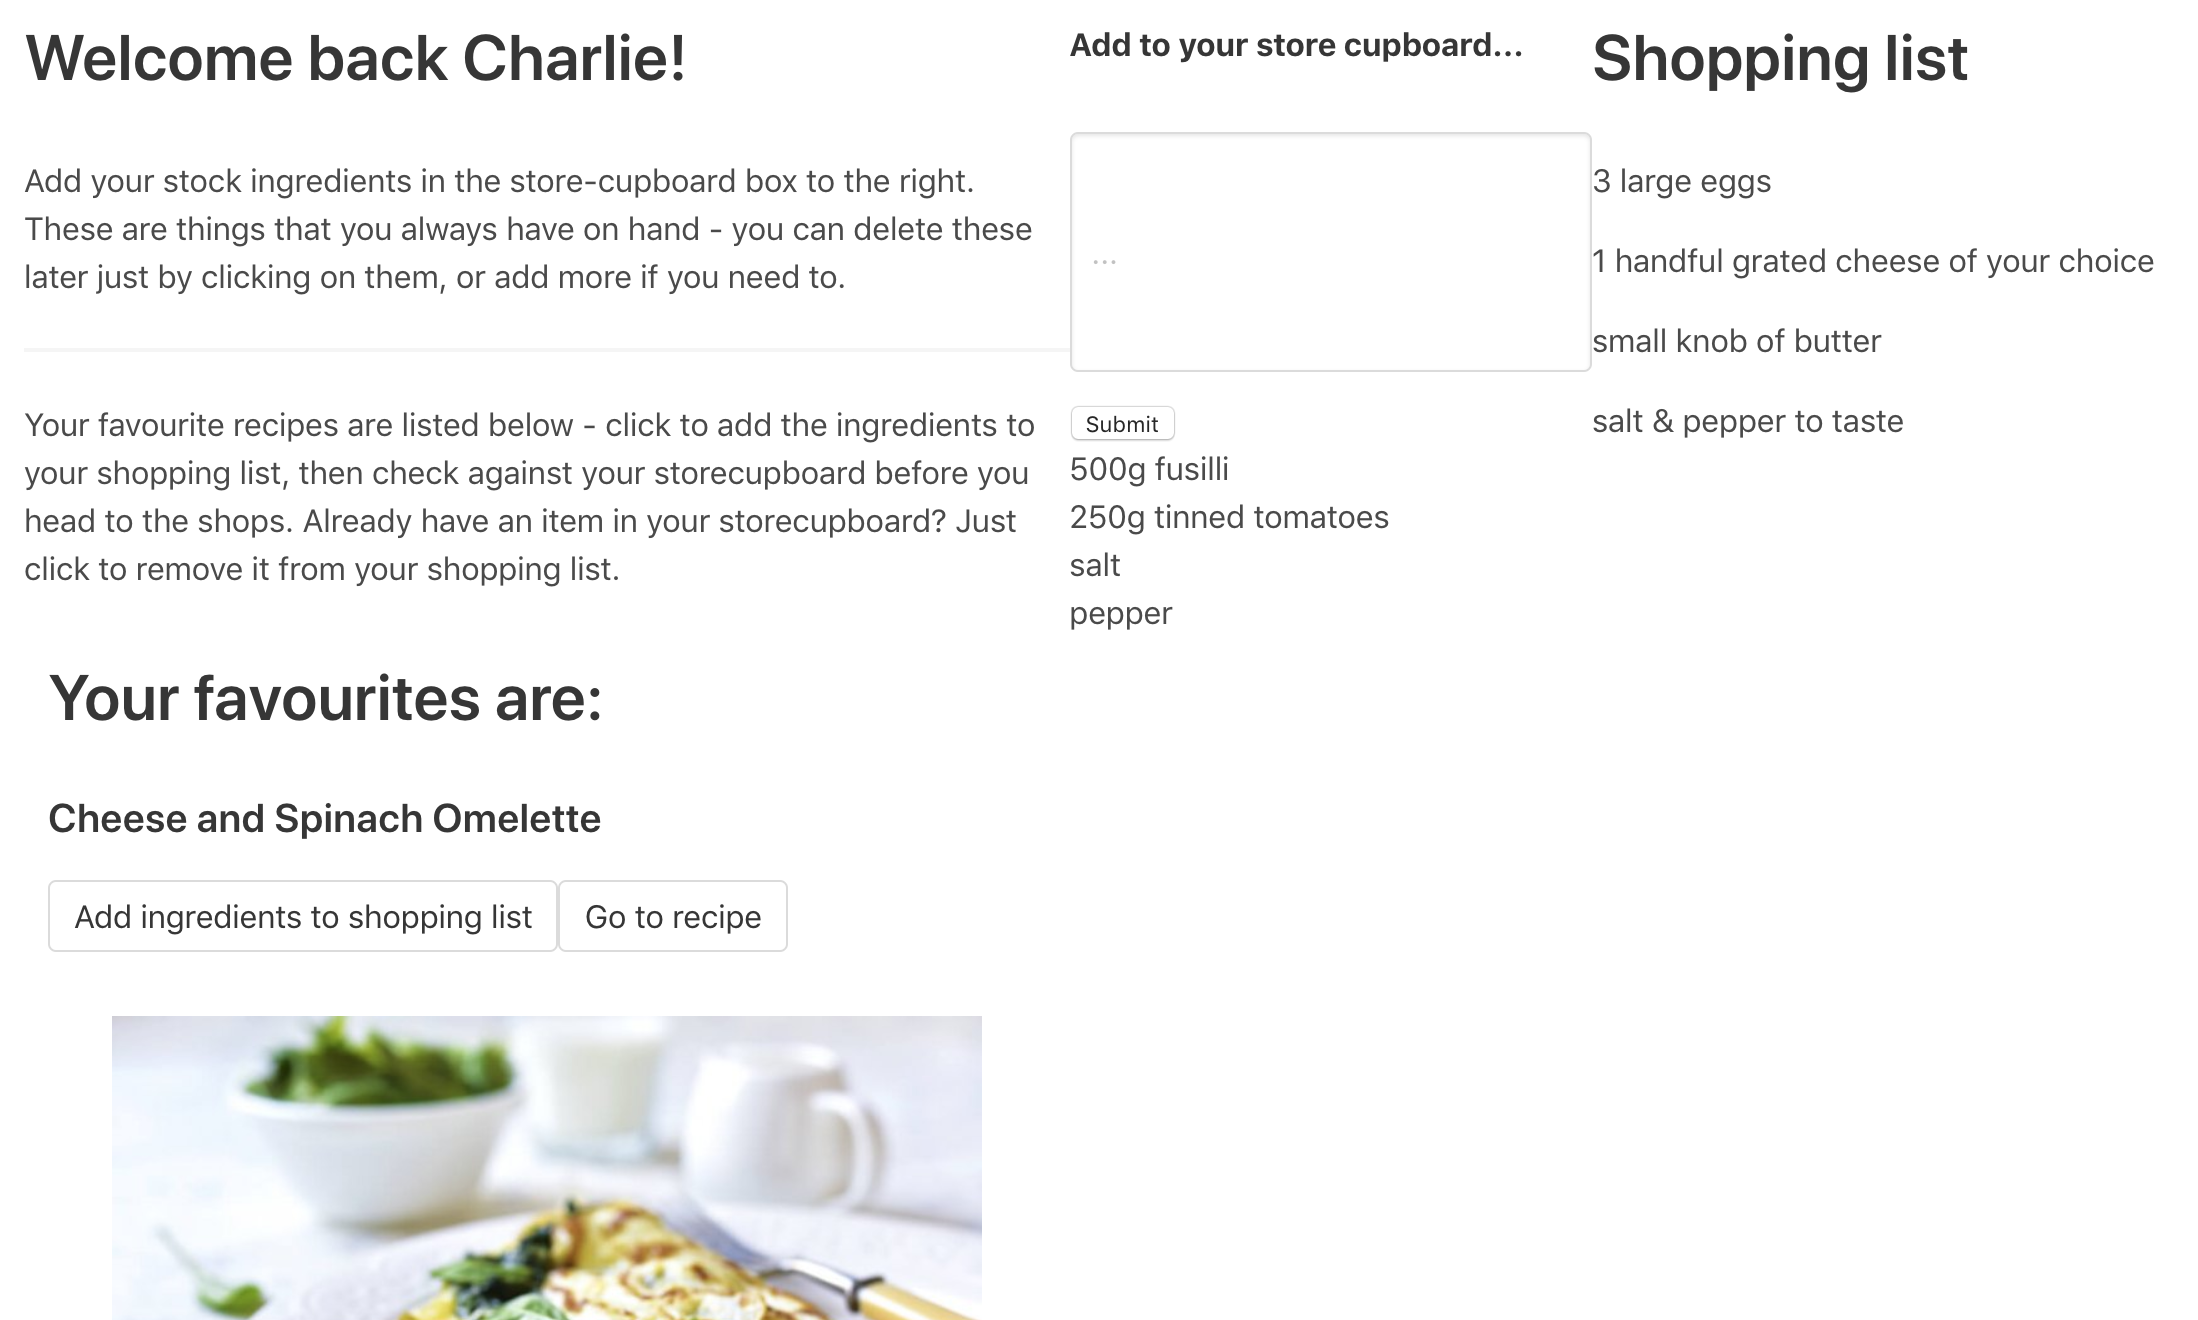 Welcome back Charlie!
Add your stock ingredients in the store-cupboard box to the right.
These are things that you always have on hand - you can delete these
later just by clicking on them, or add more if you need to.
Your favourite recipes are listed below - click to add the ingredients to
your shopping list, then check against your storecupboard before you
head to the shops. Already have an item in your storecupboard? Just
click to remove it from your shopping list.
Your favourites are:
Cheese and Spinach Omelette
Add ingredients to shopping list
Go to recipe
Add to your store cupboard...
...
Submit
500g fusilli
250g tinned tomatoes
salt
pepper
Shopping list
3 large eggs
1 handful grated cheese of your choice
small knob of butter
salt & pepper to taste